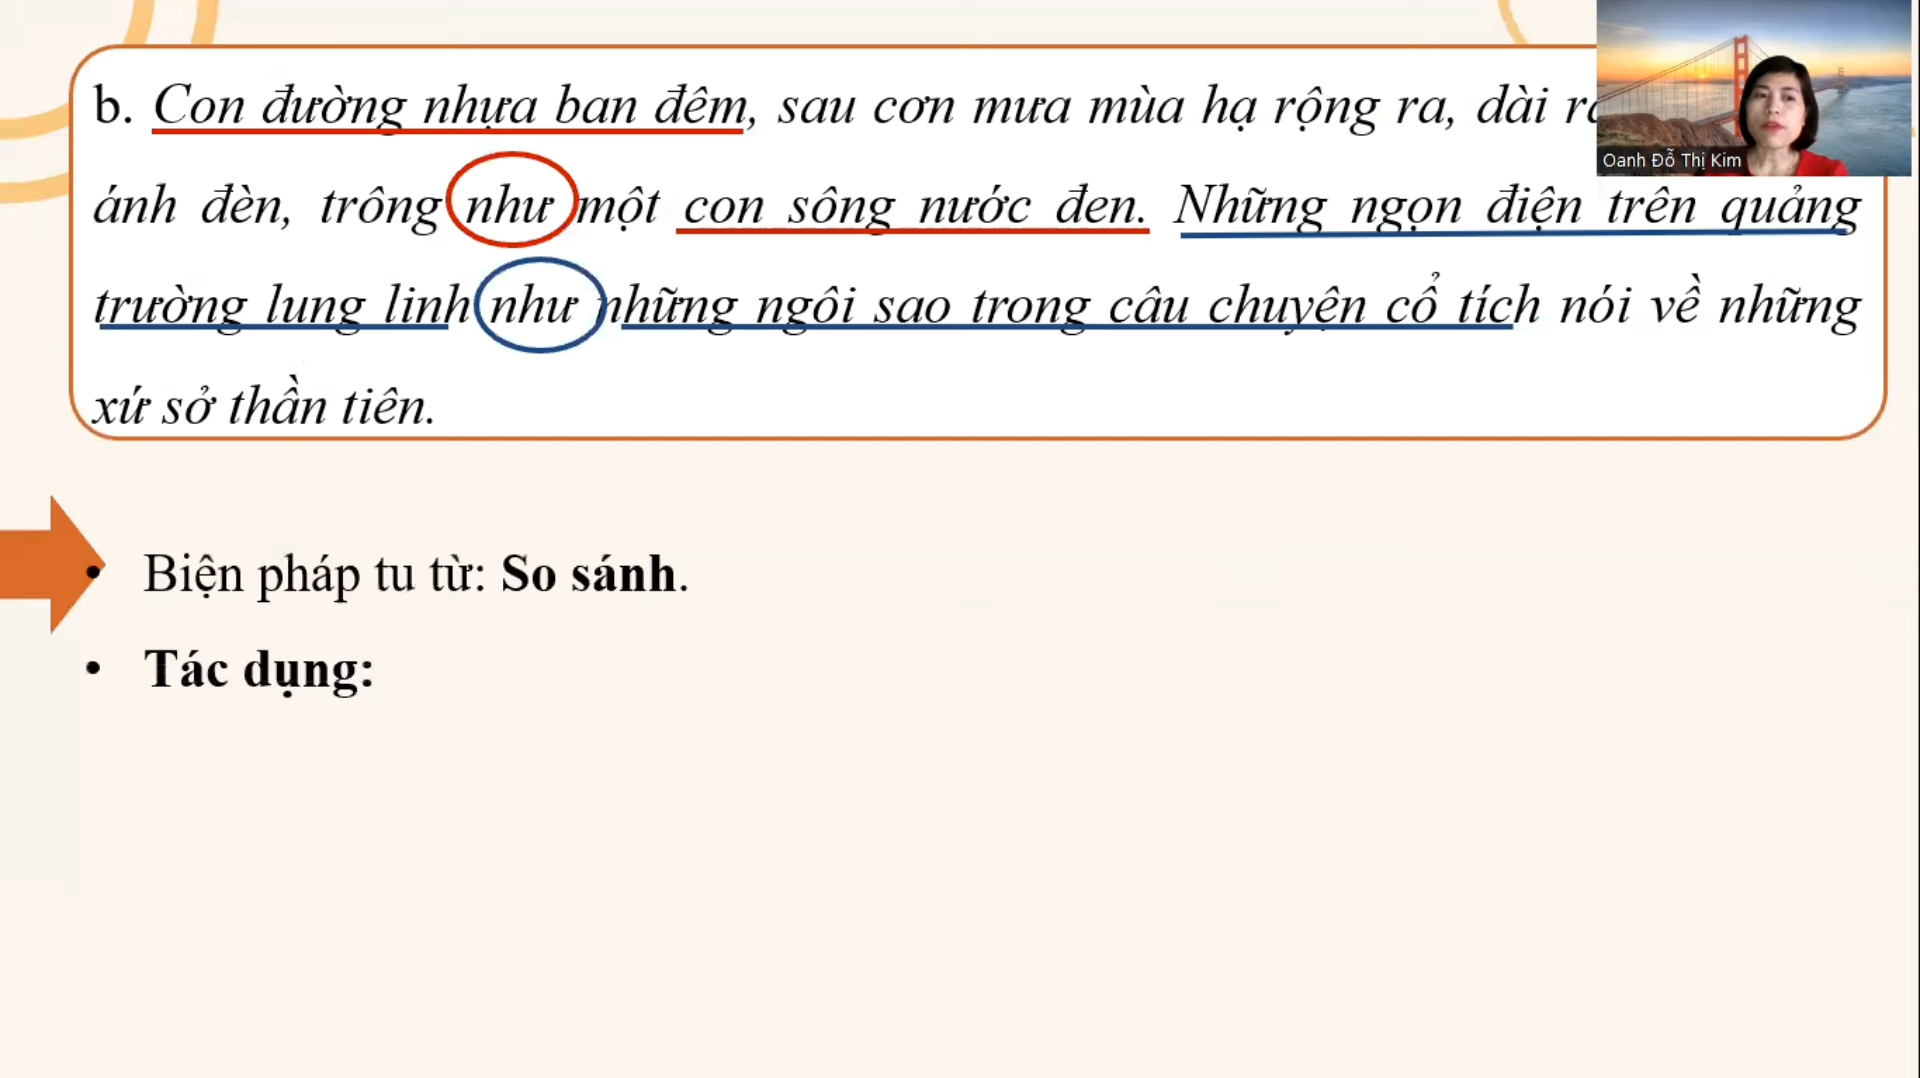 b. Con đường nhựa ban đêm, sau cơn mưa mùa hạ rộng ra, dài
Oanh Đỗ Thị Kim
ánh đèn, trông như một con sông nước đen. Những ngọn điện trên quảng
trường lung linh như những ngôi sao trong câu chuyện cổ tích nói về những
xứ sở thần tiên.
• Biện pháp tu từ: So sánh.
• Tác dụng: